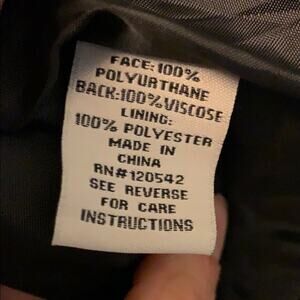 FACE:100%
POLYURTHANE
BACK:100%VISCOSE
LINING:
100% POLYESTER
MADE IN
CHINA
RN#120542
SEE REVERSE
FOR CARE
INSTRUCTIONS